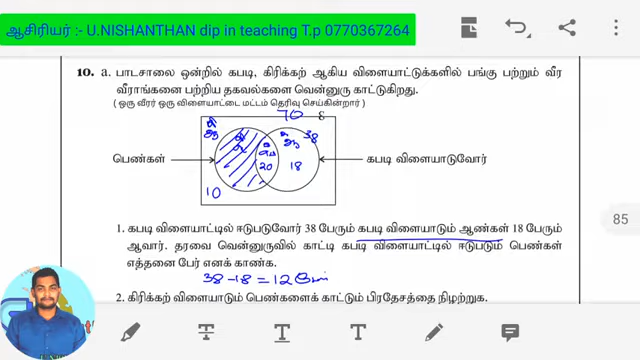 ஆசிரியர் :- U.NISHANTHAN dip in teaching T.p 0770367264
10. a. பாடசாலை ஒன்றில் கபடி, கிரிக்கற் ஆகிய விளையாட்டுக்களில் பங்கு பற்றும் வீர
வீராங்கனை பற்றிய தகவல்களை வென்னுரு காட்டுகிறது.
( ஒரு வீரர் ஒரு விளையாட்டை மட்டம் தெரிவு செய்கின்றார் )
70 ε
38
பெண்கள்
20
18
கபடி விளையாடுவோர்
10
85
1. கபடி விளையாட்டில் ஈடுபடுவோர் 38 பேரும் கபடி விளையாடும் ஆண்கள் 18 பேரும்
ஆவார். தரவை வென்னுருவில் காட்டி கபடி விளையாட்டில் ஈடுபடும் பெண்கள்
எத்தனை பேர் எனக் காண்க.
38 - 18 = 12
2. கிரிக்கற் விளையாடும் பெண்களைக் காட்டும் பிரதேசத்தை நிழற்றுக.